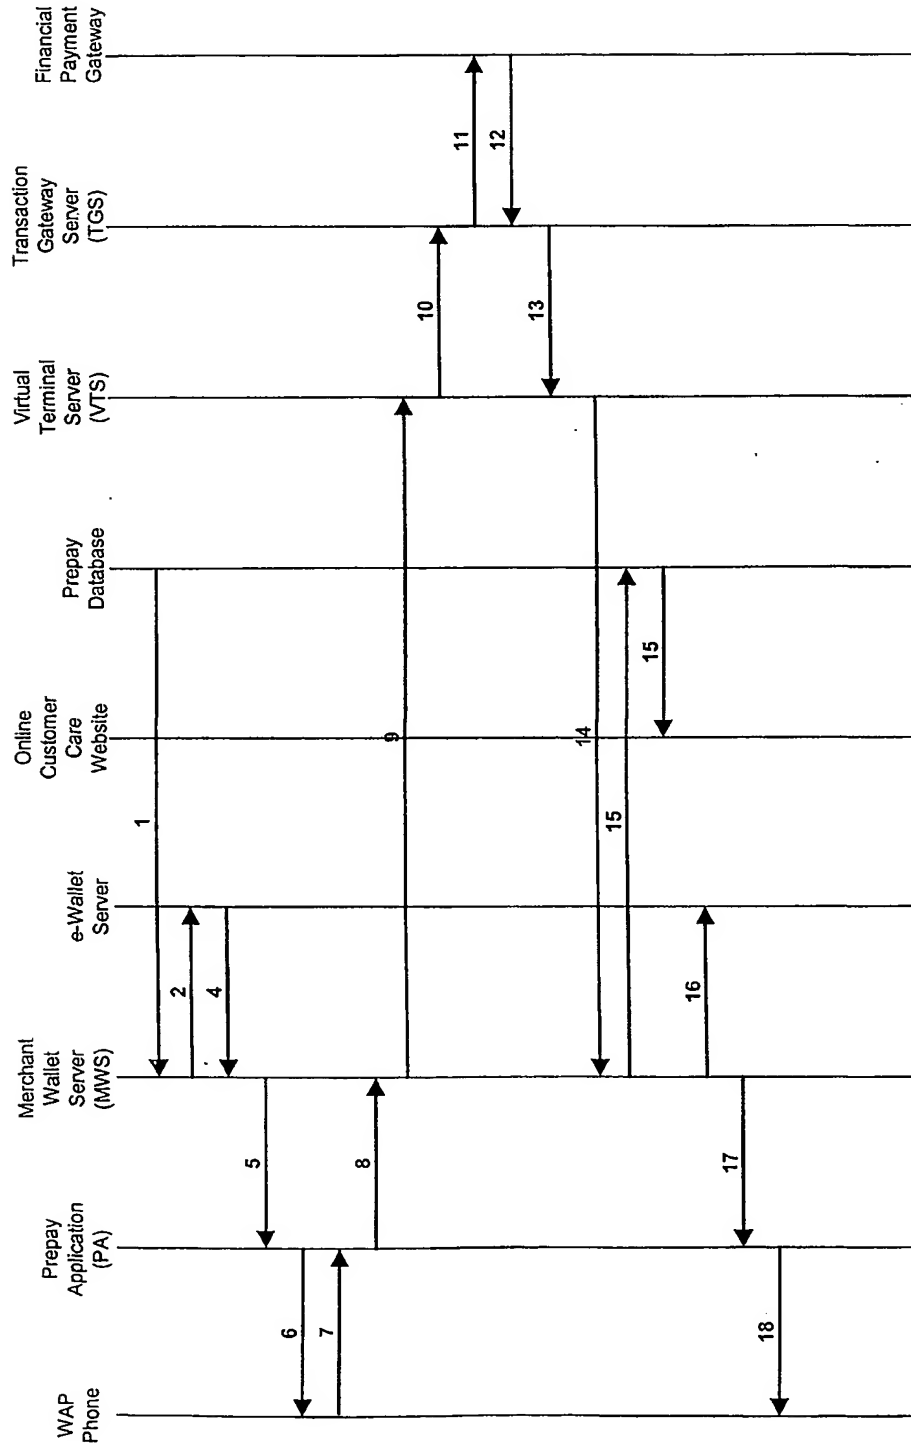 WAP
Phone
Prepay
Application
(PA)
Merchant
Wallet
Server
(MWS)
e-Wallet
Server
Online
Customer
Care
Website
Prepay
Database
Virtual
Terminal
Server
(VTS)
Transaction
Gateway
Server
(TGS)
Financial
Payment
Gateway
1
2
4
5
6
7
8
9
10
11
12
13
14
15
15
16
17
18